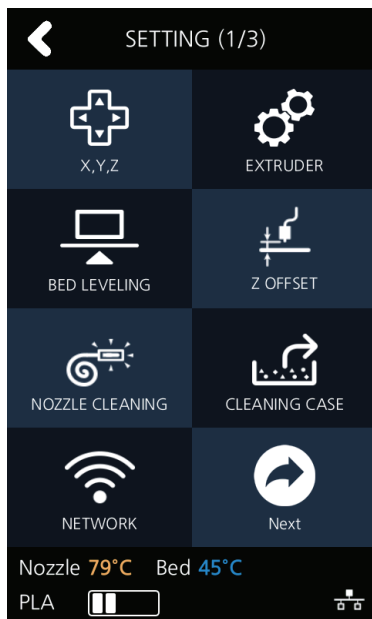 SETTING (1/3)
X,Y,Z
EXTRUDER
BED LEVELING
Z OFFSET
NOZZLE CLEANING
CLEANING CASE
NETWORK
Next
Nozzle 79°C Bed 45°C
PLA